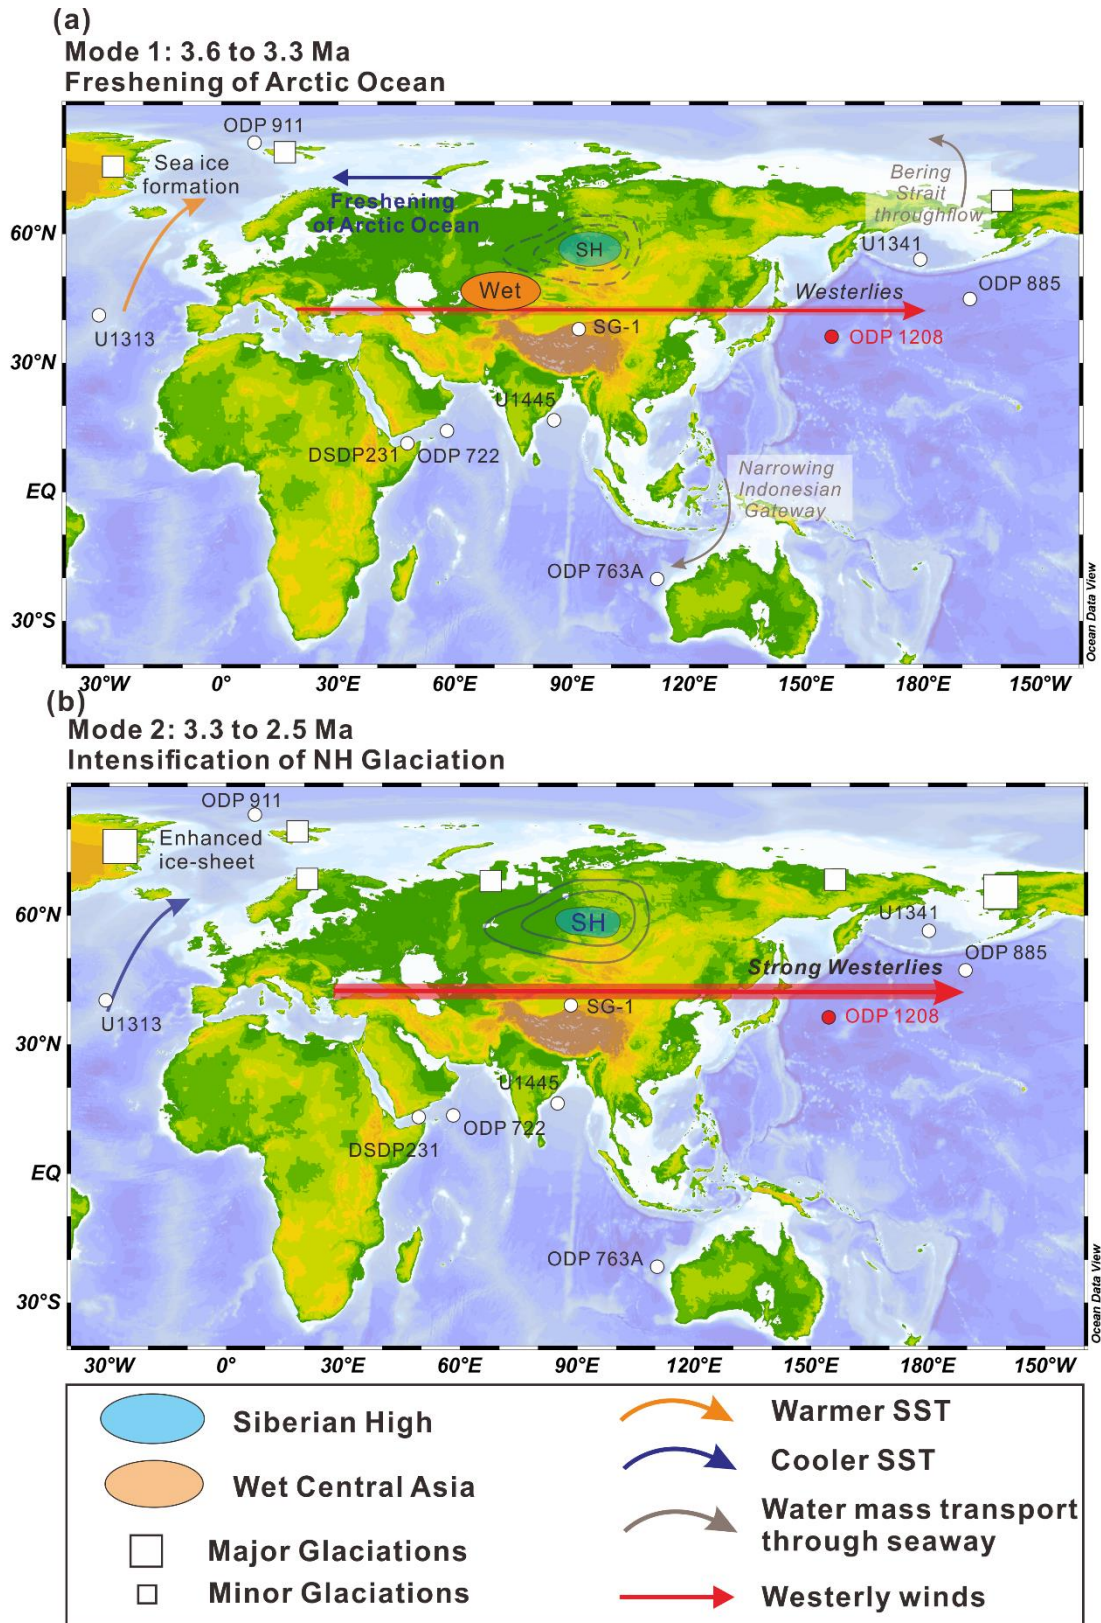 (a)
Mode 1: 3.6 to 3.3 Ma
Freshening of Arctic Ocean
ODP 911
Sea ice
formation
Freshening
of Arctic Ocean
Bering
Strait
throughflow
60°N
SH
U1341
Wet
Westerlies
ODP 885
U1313
SG-1
ODP 1208
30°N
U1445
DSDP231
ODP 722
Narrowing
Indonesian
Gateway
EQ
ODP 763A
30°S
Ocean Data View
30°W
0°
30°E
60°E
90°E
120°E
150°E
180°E
150°W
(b)
Mode 2: 3.3 to 2.5 Ma
Intensification of NH Glaciation
ODP 911
Enhanced
ice-sheet
60°N
SH
U1341
Strong Westerlies
ODP 885
U1313
SG-1
ODP 1208
30°N
U1445
ODP 722
DSDP231
EQ
ODP 763A
30°S
Ocean Data View
30°W
0°
30°E
60°E
90°E
120°E
150°E
180°E
150°W
Siberian High
Wet Central Asia
Major Glaciations
Minor Glaciations
Warmer SST
Cooler SST
Water mass transport
through seaway
Westerly winds